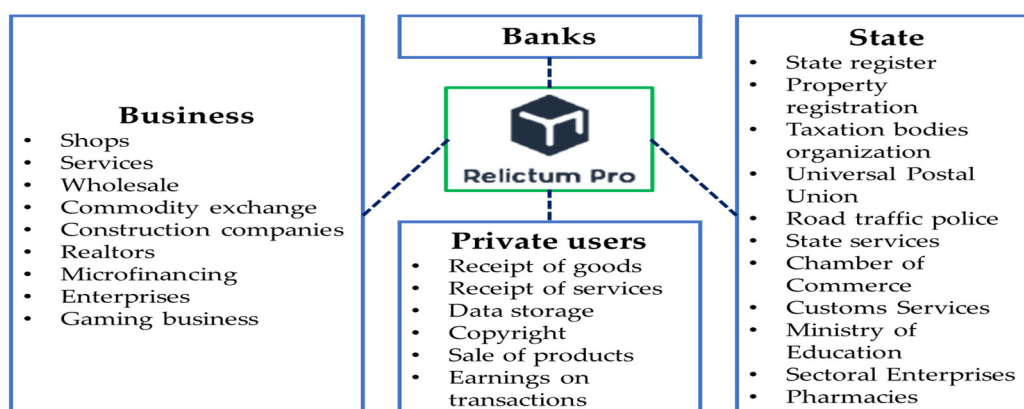 Business
Shops
Services
Wholesale
Commodity exchange
Construction companies
Realtors
Microfinancing
Enterprises
Gaming business
Banks
Relictum Pro
Private users
Receipt of goods
Receipt of services
Data storage
Copyright
Sale of products
Earnings on
transactions
State
State register
Property
registration
Taxation bodies
organization
Universal Postal
Union
Road traffic police
State services
Chamber of
Commerce
Customs Services
Ministry of
Education
Sectoral Enterprises
Pharmacies